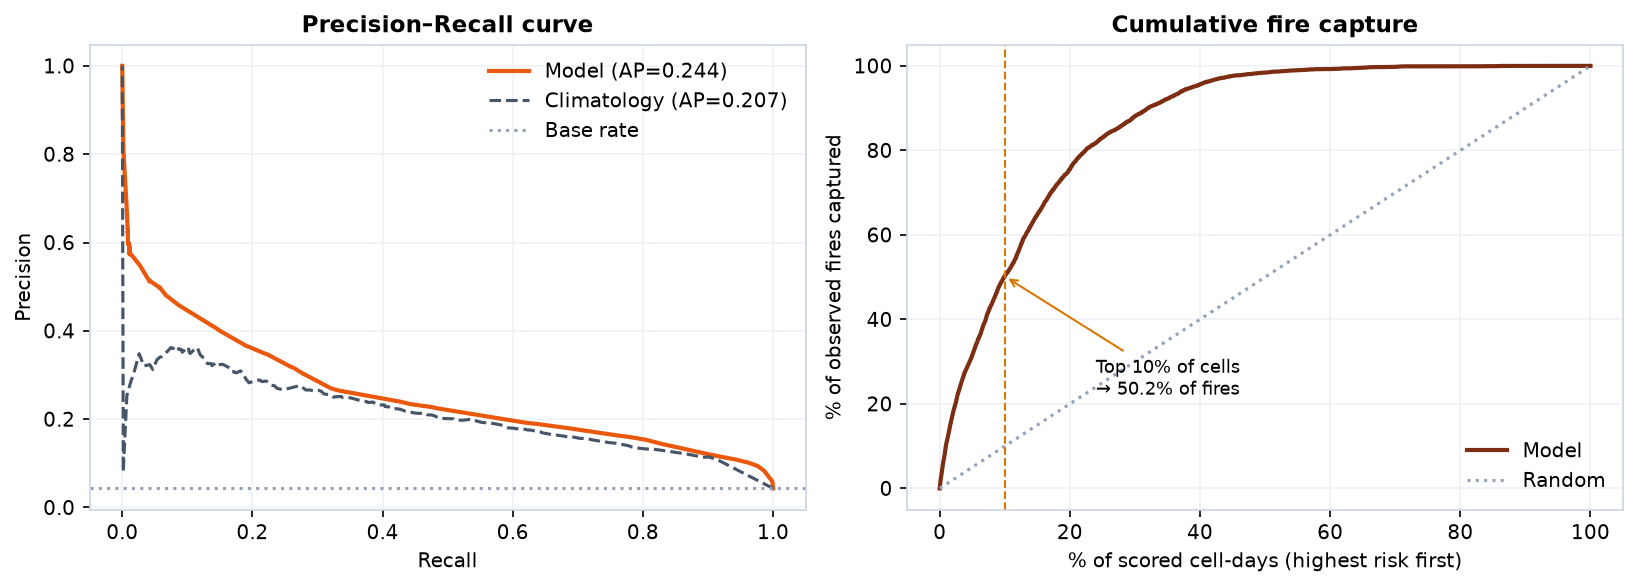 Precision–Recall curve
Model (AP=0.244)
Climatology (AP=0.207)
Base rate
Precision
1.0
0.8
0.6
0.4
0.2
0.0
0.0 0.2 0.4 0.6 0.8 1.0
Recall
Cumulative fire capture
% of observed fires captured
100
80
60
40
20
0
Top 10% of cells
→ 50.2% of fires
Model
Random
0 20 40 60 80 100
% of scored cell-days (highest risk first)